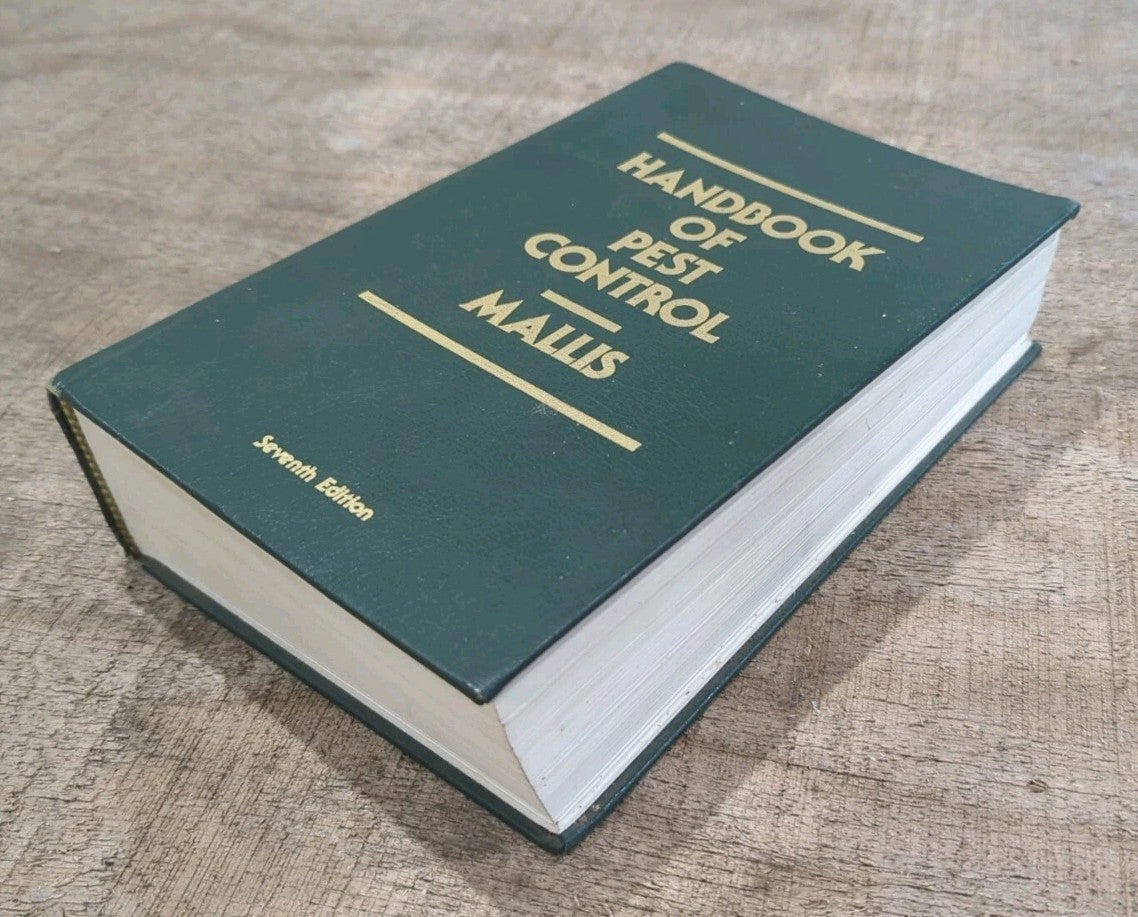 HANDBOOK
OF
PEST
CONTROL
MALLIS
Seventh Edition